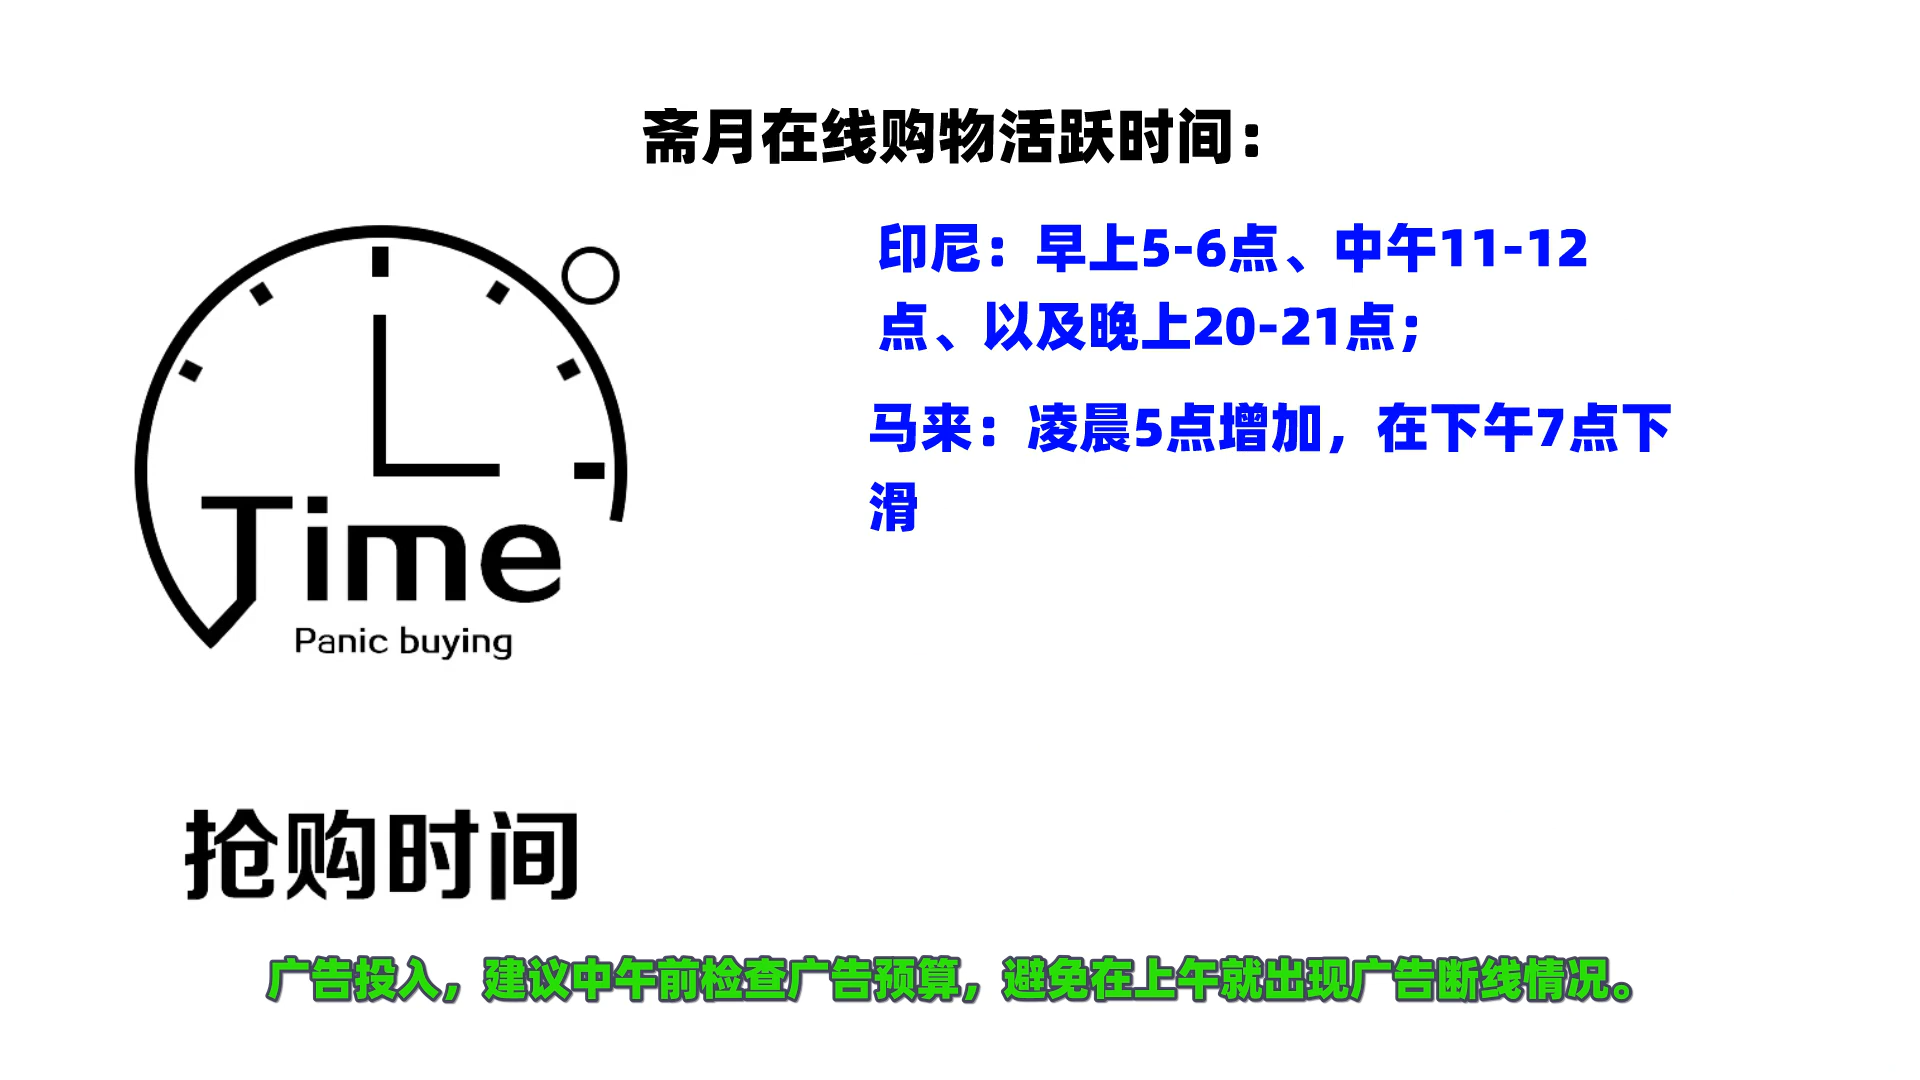 斋月在线购物活跃时间：
印尼：早上5-6点、中午11-12
点、以及晚上20-21点；
马来：凌晨5点增加，在下午7点下
滑
Time
Panic buying
抢购时间
广告投入，建议中午前检查广告预算，避免在上午就出现广告断线情况。